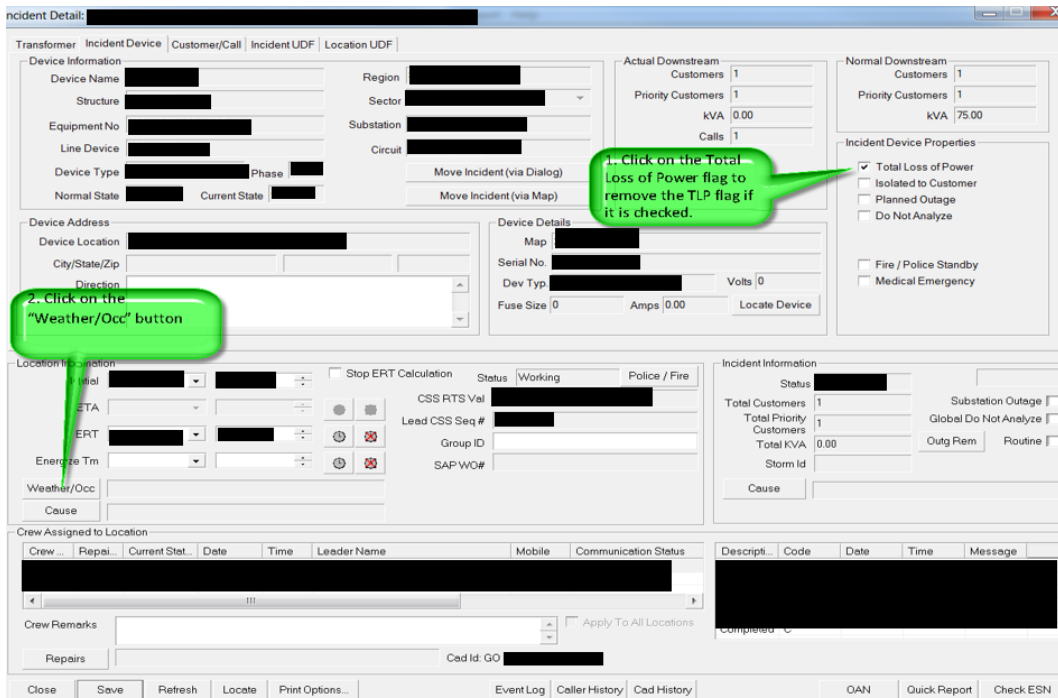 Incident Detail:
Transformer Incident Device Customer/Call Incident UDF Location UDF
Device Information
Device Name
Structure
Equipment No
Line Device
Device Type Phase
Normal State Current State
Region
Sector
Substation
Circuit
Move Incident (via Dialog)
Move Incident (via Map)
Actual Downstream
Customers 1
Priority Customers 1
kVA 0.00
Calls 1
Normal Downstream
Customers 1
Priority Customers 1
kVA 75.00
1. Click on the Total
Loss of Power flag to
remove the TLP flag if
it is checked.
Incident Device Properties
Total Loss of Power
Isolated to Customer
Planned Outage
Do Not Analyze
Fire / Police Standby
Medical Emergency
Device Address
Device Location
City/State/Zip
Direction
2. Click on the
“Weather/Occ” button
Device Details
Map
Serial No.
Dev Typ. Volts 0
Fuse Size 0 Amps 0.00 Locate Device
Location Information
Initial
ETA
ERT
Energize Tm
Weather/Occ
Cause
Stop ERT Calculation Status Working Police / Fire
CSS RTS Val
Lead CSS Seq #
Group ID
SAP WO#
Incident Information
Status
Total Customers 1 Substation Outage
Total Priority
Customers 1 Global Do Not Analyze
Total KVA 0.00 Outg Rem Routine
Storm Id
Cause
Crew Assigned to Location
Crew ... Repai... Current Stat... Date Time Leader Name Mobile Communication Status
Descripti... Code Date Time Message
Completed C
Crew Remarks Apply To All Locations
Repairs Cad Id: GO
Close Save Refresh Locate Print Options... Event Log Caller History Cad History OAN Quick Report Check ESN